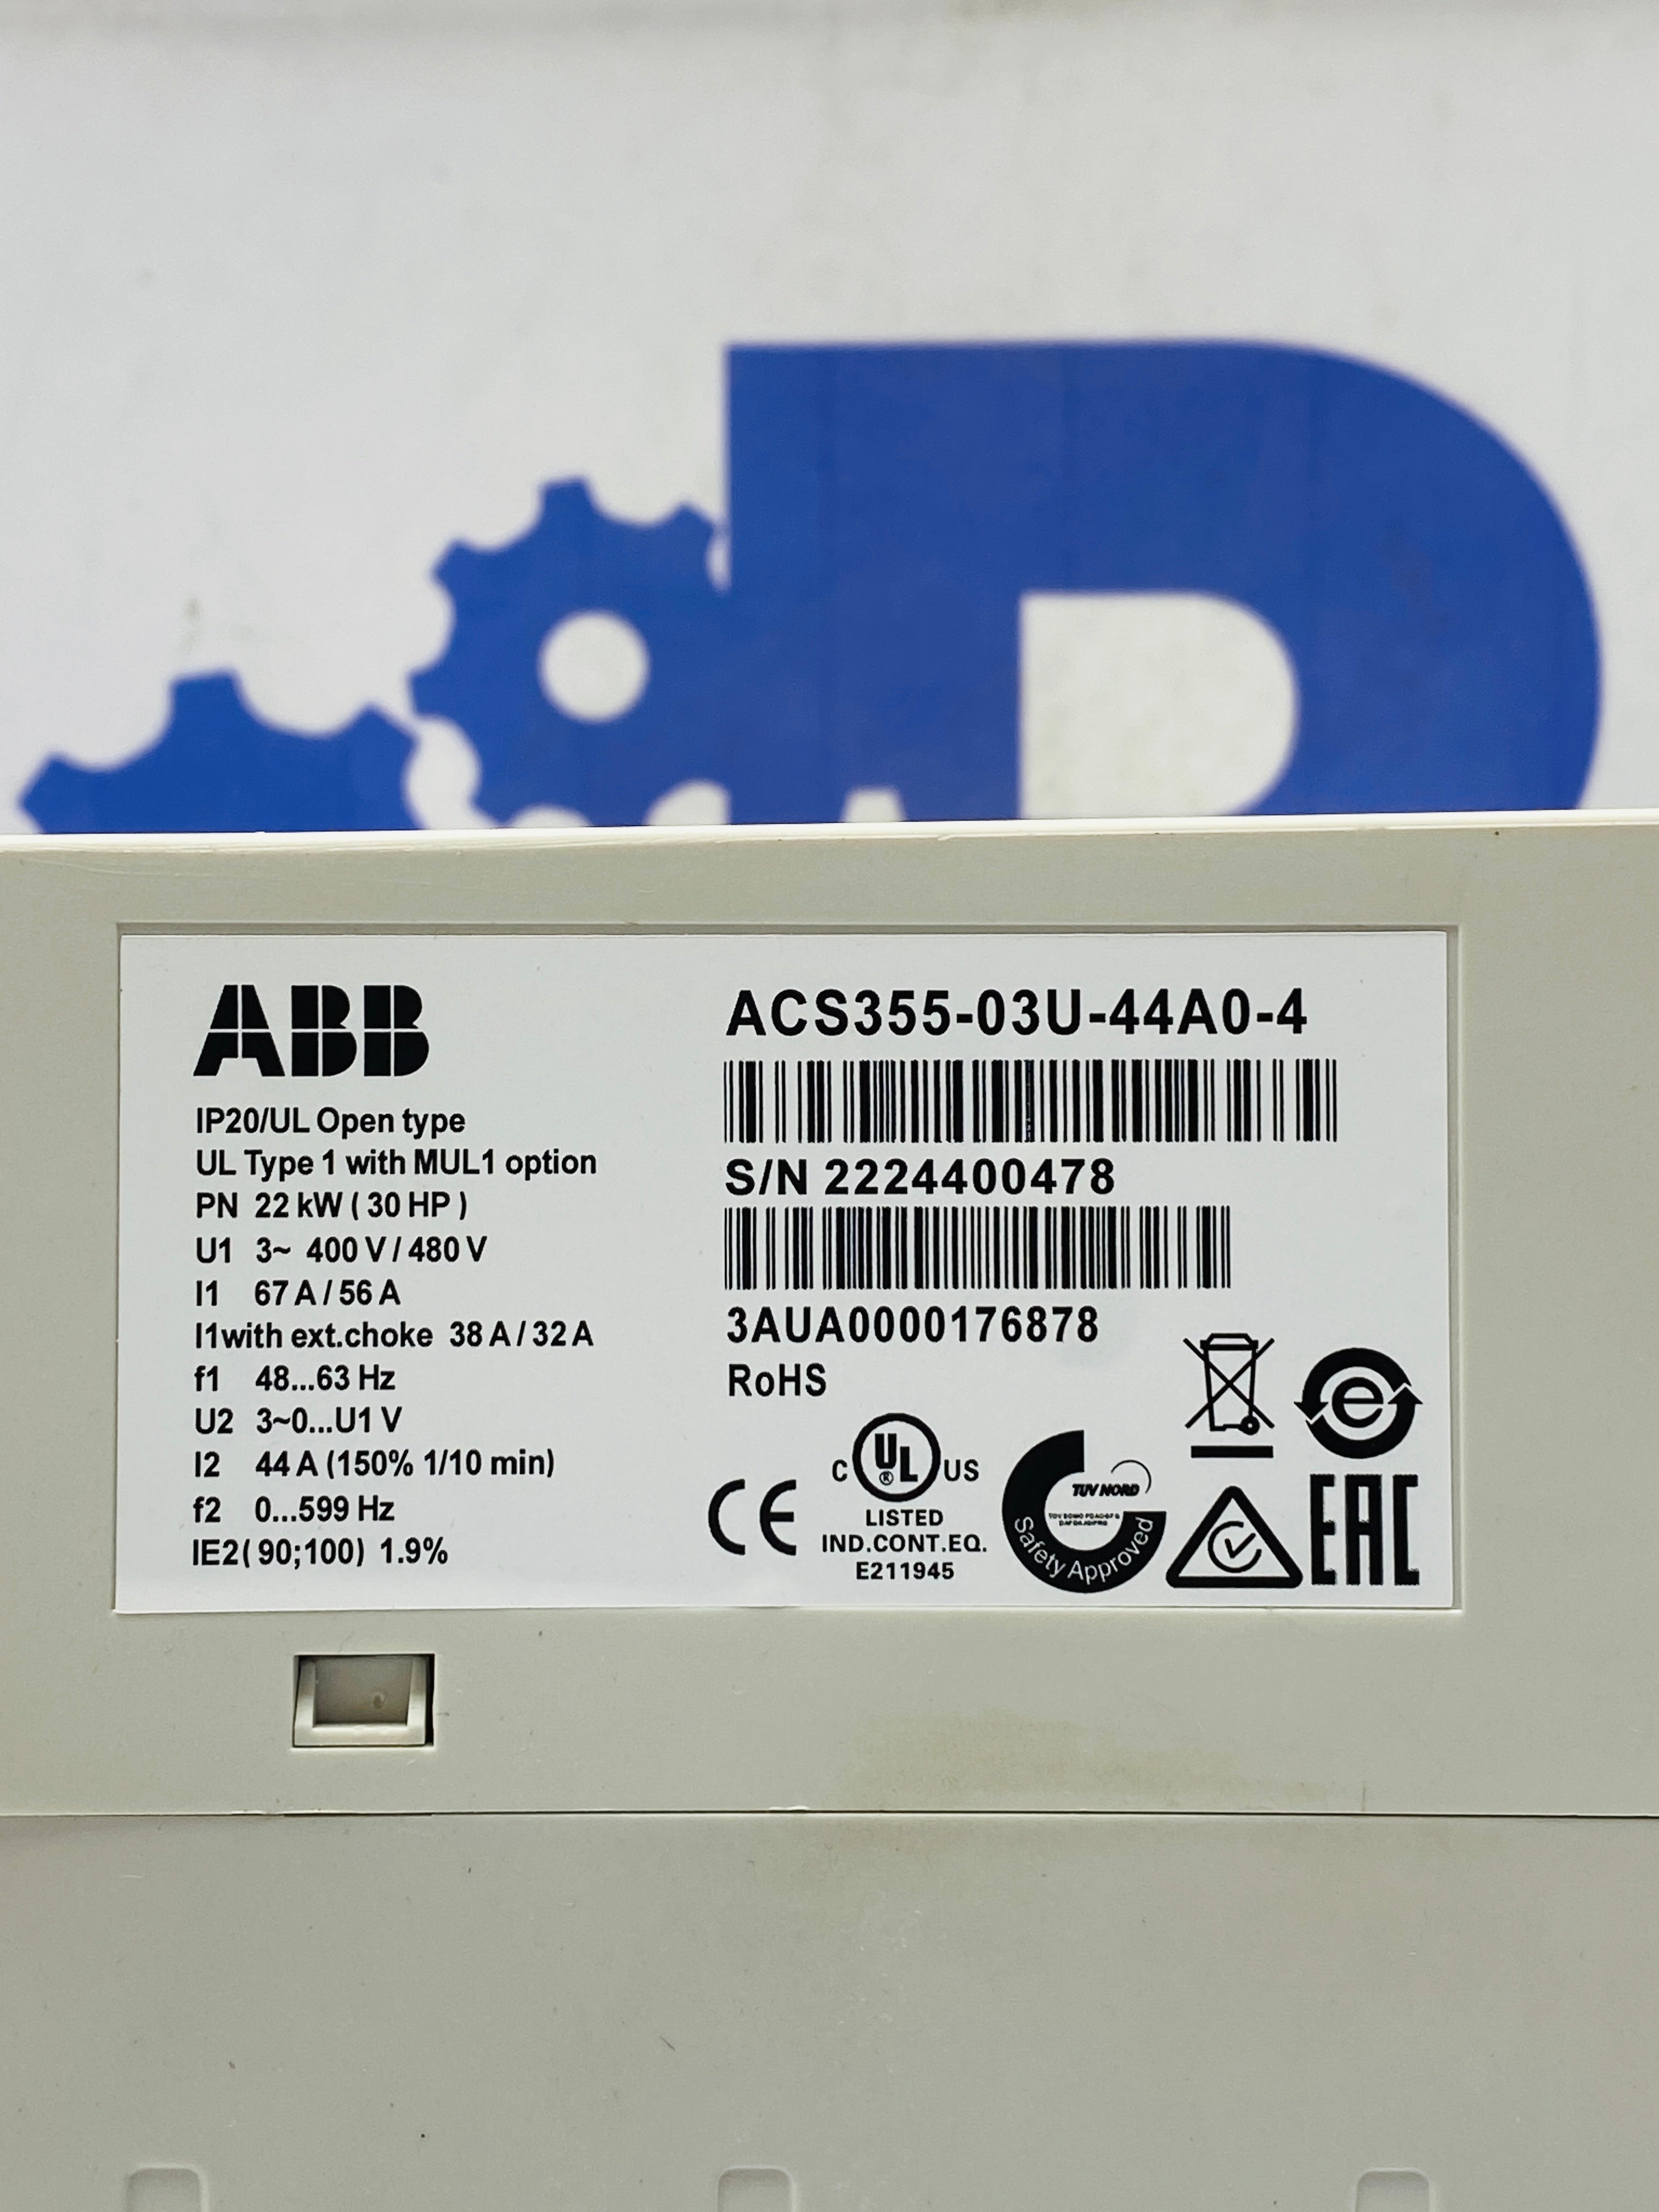 ABB
IP20/UL Open type
UL Type 1 with MUL1 option
PN 22 kW ( 30 HP )
U1 3~ 400 V / 480 V
I1 67 A / 56 A
I1with ext.choke 38 A / 32 A
f1 48...63 Hz
U2 3~0...U1 V
I2 44 A (150% 1/10 min)
f2 0...599 Hz
IE2( 90;100) 1.9%
ACS355-03U-44A0-4
S/N 2224400478
3AUA0000176878
RoHS
CE
C UL® US
LISTED
IND.CONT.EQ.
E211945
TUV NORD
Safety Approved
e
EAC